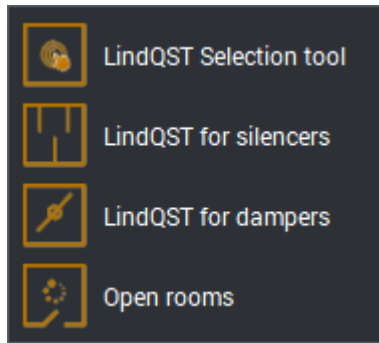 LindQST Selection tool
LindQST for silencers
LindQST for dampers
Open rooms